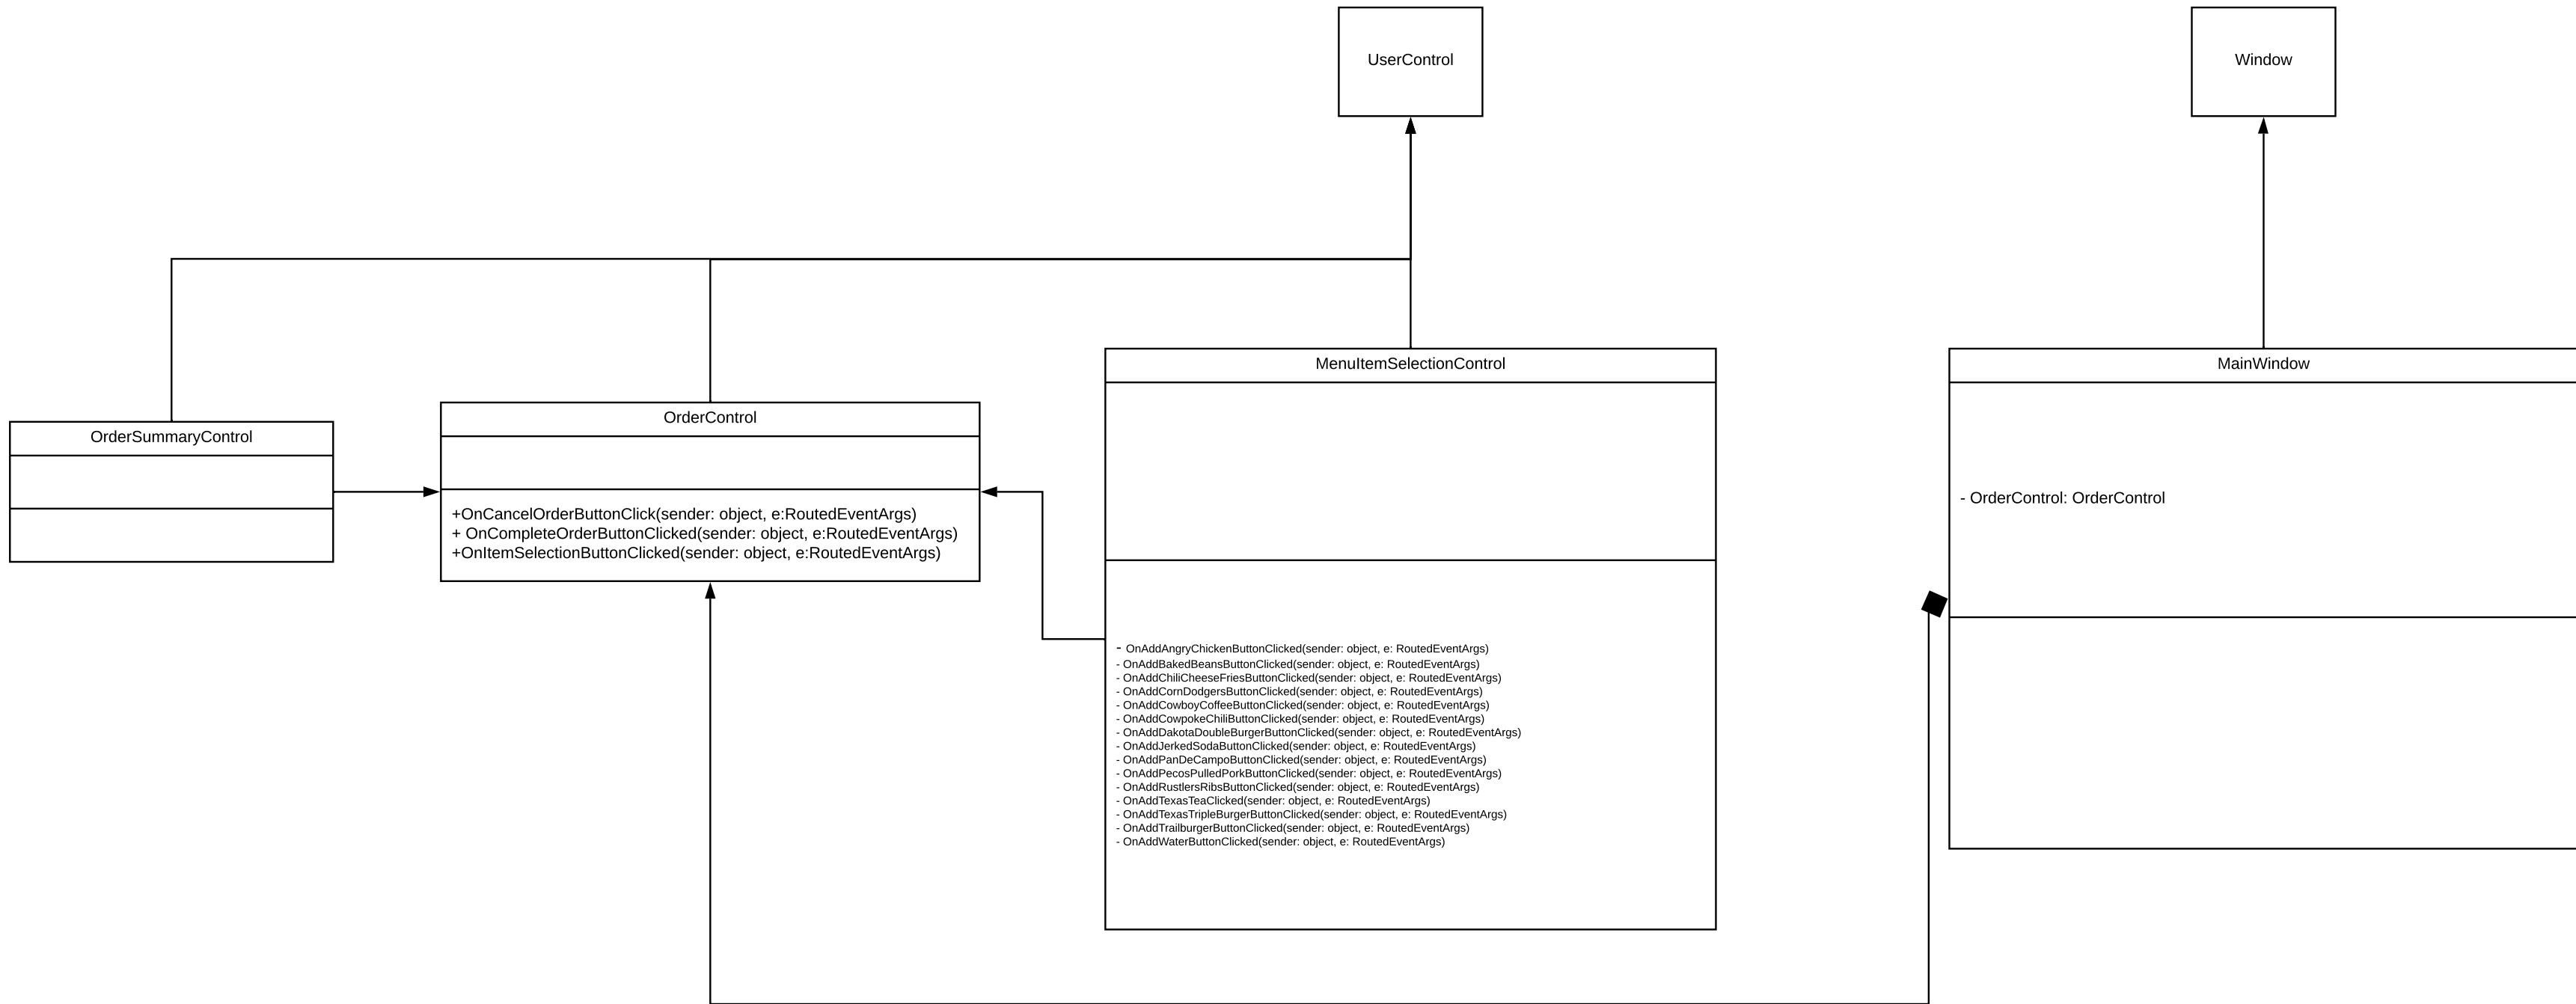 UserControl
Window
MenuItemSelectionControl
MainWindow
OrderControl
OrderSummaryControl
- OrderControl: OrderControl
+OnCancelOrderButtonClick(sender: object, e:RoutedEventArgs)
+ OnCompleteOrderButtonClicked(sender: object, e:RoutedEventArgs)
+OnItemSelectionButtonClicked(sender: object, e:RoutedEventArgs)
- OnAddAngryChickenButtonClicked(sender: object, e: RoutedEventArgs)
- OnAddBakedBeansButtonClicked(sender: object, e: RoutedEventArgs)
- OnAddChiliCheeseFriesButtonClicked(sender: object, e: RoutedEventArgs)
- OnAddCornDodgersButtonClicked(sender: object, e: RoutedEventArgs)
- OnAddCowboyCoffeeButtonClicked(sender: object, e: RoutedEventArgs)
- OnAddCowpokeChiliButtonClicked(sender: object, e: RoutedEventArgs)
- OnAddDakotaDoubleBurgerButtonClicked(sender: object, e: RoutedEventArgs)
- OnAddJerkedSodaButtonClicked(sender: object, e: RoutedEventArgs)
- OnAddPanDeCampoButtonClicked(sender: object, e: RoutedEventArgs)
- OnAddPecosPulledPorkButtonClicked(sender: object, e: RoutedEventArgs)
- OnAddRustlersRibsButtonClicked(sender: object, e: RoutedEventArgs)
- OnAddTexasTeaClicked(sender: object, e: RoutedEventArgs)
- OnAddTexasTripleBurgerButtonClicked(sender: object, e: RoutedEventArgs)
- OnAddTrailburgerButtonClicked(sender: object, e: RoutedEventArgs)
- OnAddWaterButtonClicked(sender: object, e: RoutedEventArgs)